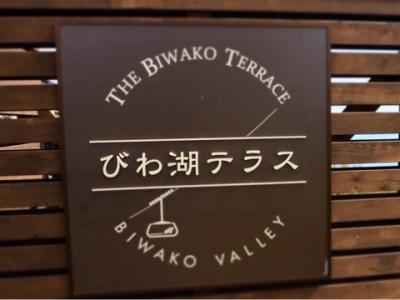 THE BIWAKO TERRACE
びわ湖テラス
BIWAKO VALLEY